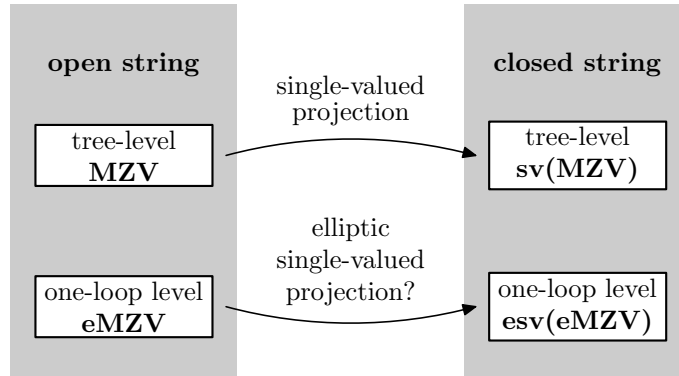 open string
closed string
single-valued
projection
tree-level
MZV
tree-level
sv(MZV)
elliptic
single-valued
projection?
one-loop level
eMZV
one-loop level
esv(eMZV)